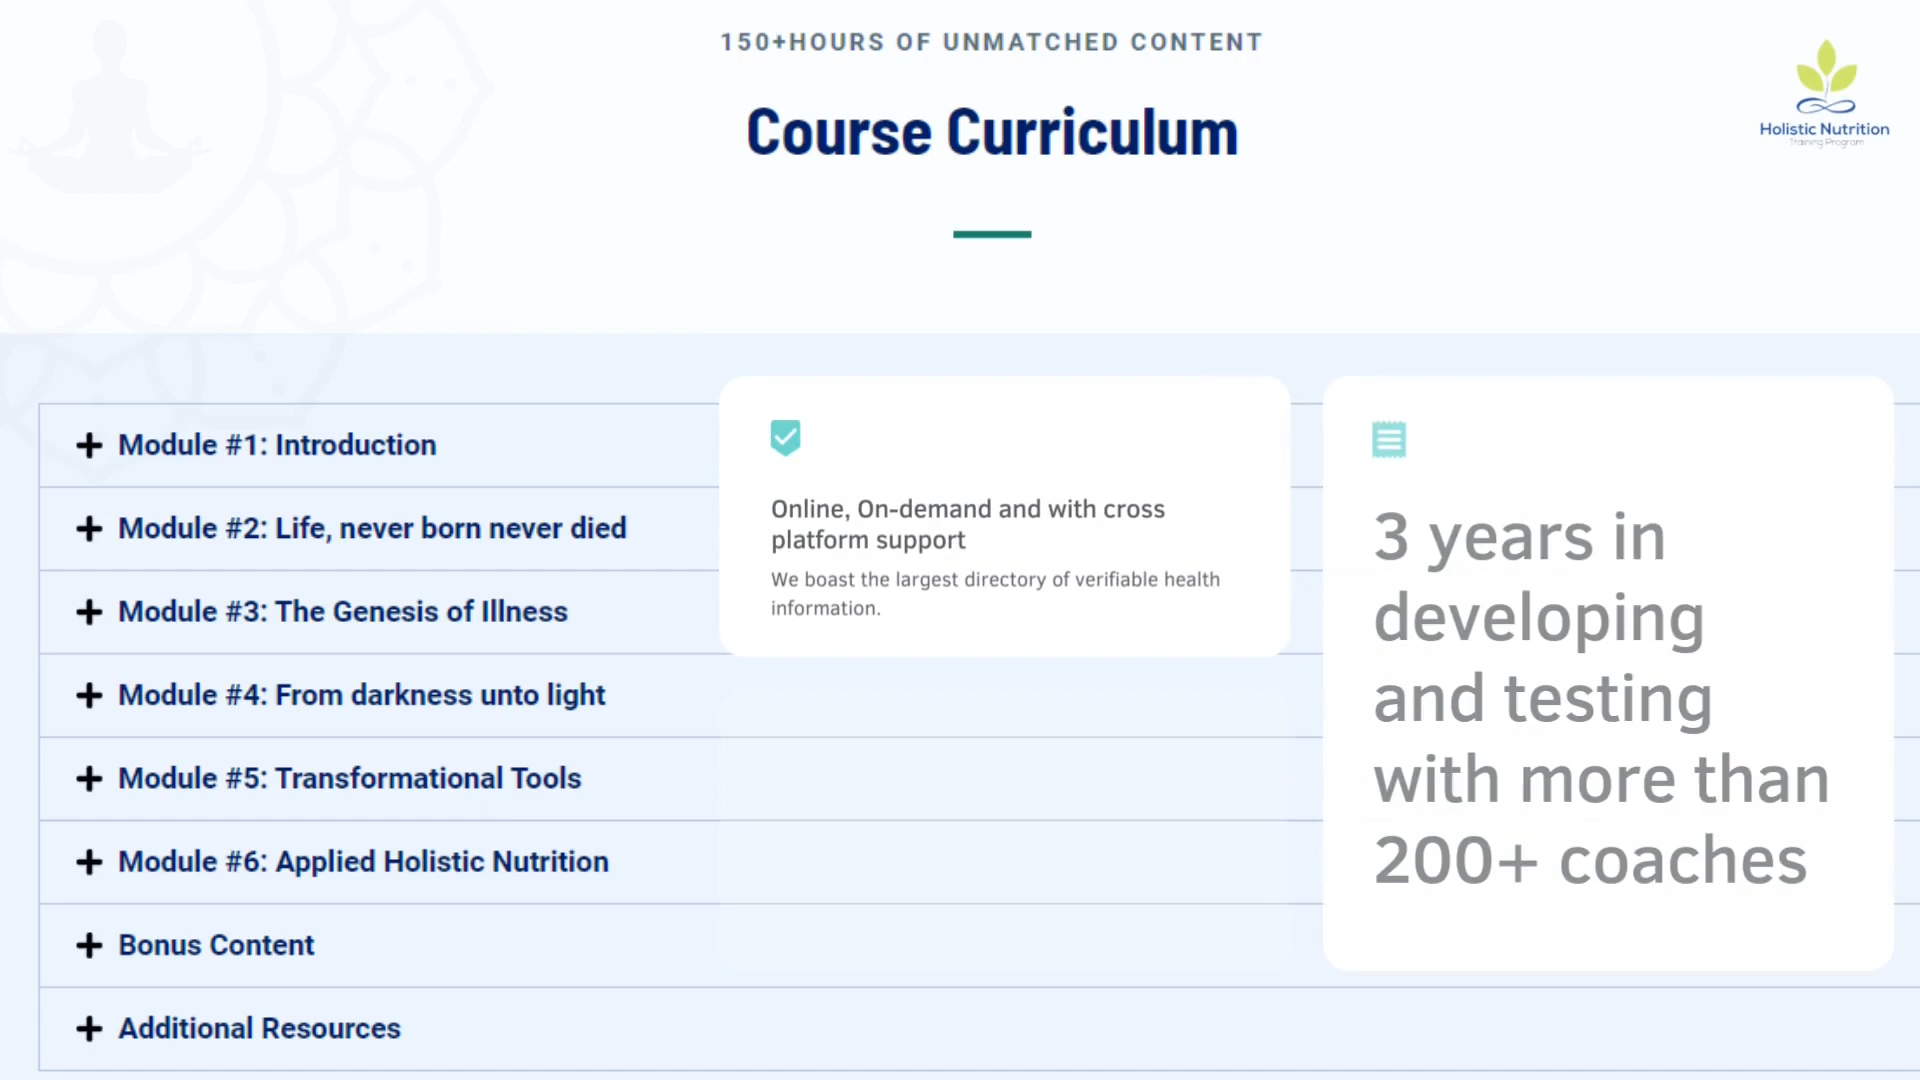 150+HOURS OF UNMATCHED CONTENT
Course Curriculum
Holistic Nutrition
Training Program
Module #1: Introduction
Module #2: Life, never born never died
Module #3: The Genesis of Illness
Module #4: From darkness unto light
Module #5: Transformational Tools
Module #6: Applied Holistic Nutrition
Bonus Content
Additional Resources
Online, On-demand and with cross
platform support
We boast the largest directory of verifiable health
information.
3 years in
developing
and testing
with more than
200+ coaches